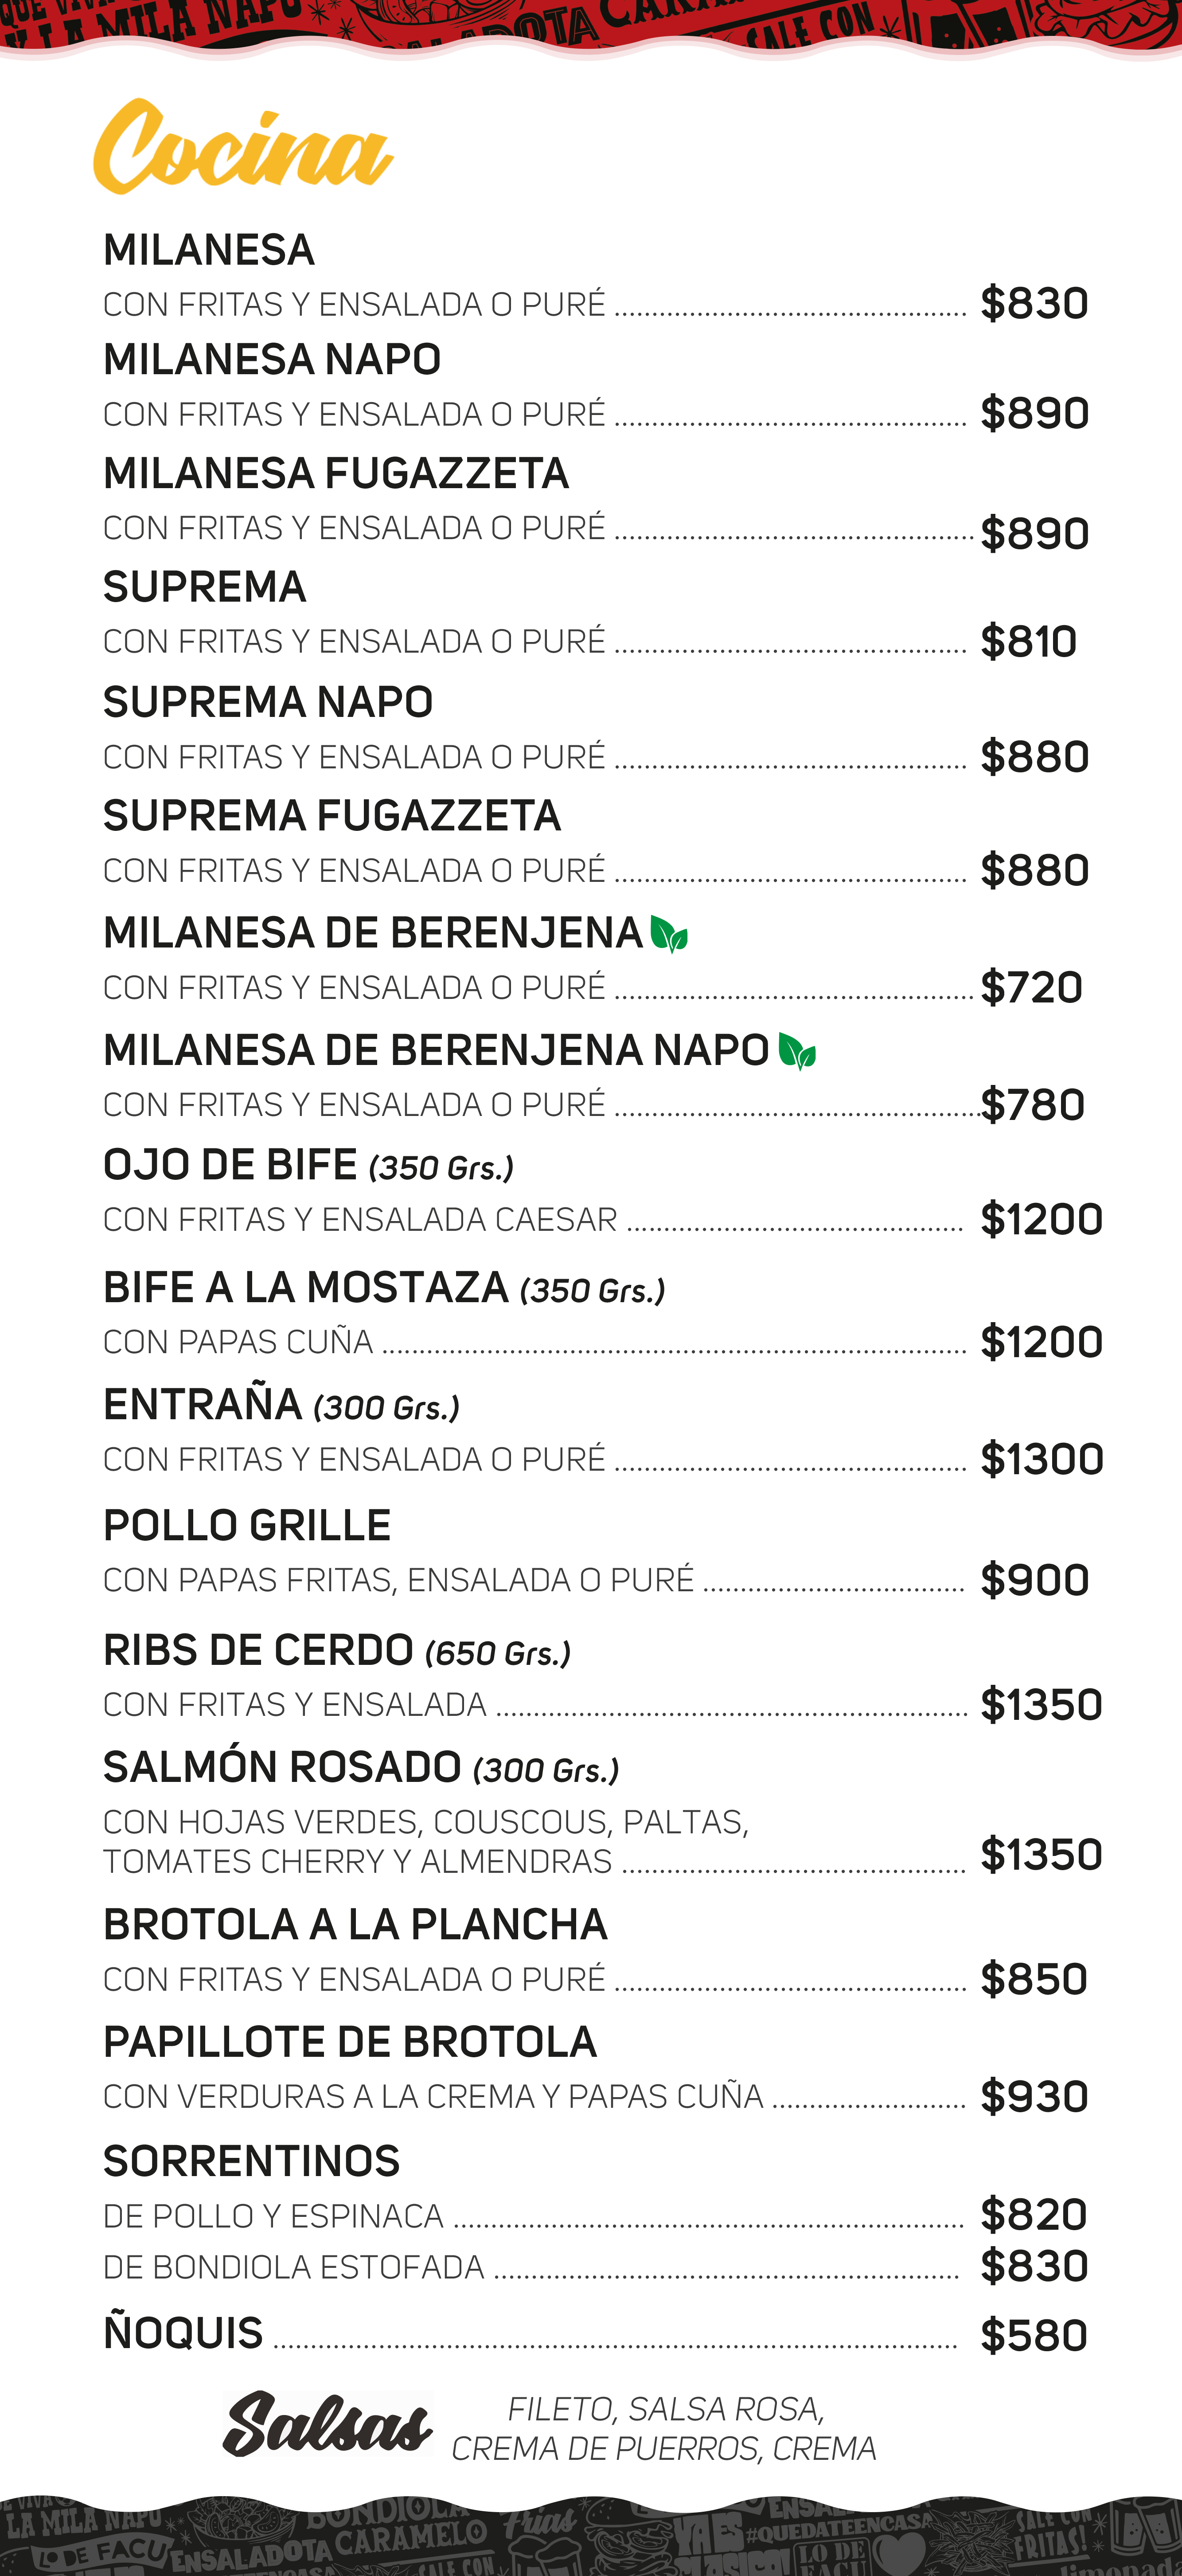 QUE VIVA
Y LA MILA NAPO
ENSALADOTA
SALE CON
Cocina
MILANESA
CON FRITAS Y ENSALADA O PURÉ ............ $830
MILANESA NAPO
CON FRITAS Y ENSALADA O PURÉ ............ $890
MILANESA FUGAZZETA
CON FRITAS Y ENSALADA O PURÉ ............ $890
SUPREMA
CON FRITAS Y ENSALADA O PURÉ ............ $810
SUPREMA NAPO
CON FRITAS Y ENSALADA O PURÉ ............ $880
SUPREMA FUGAZZETA
CON FRITAS Y ENSALADA O PURÉ ............ $880
MILANESA DE BERENJENA
CON FRITAS Y ENSALADA O PURÉ ............ $720
MILANESA DE BERENJENA NAPO
CON FRITAS Y ENSALADA O PURÉ ............ $780
OJO DE BIFE (350 Grs.)
CON FRITAS Y ENSALADA CAESAR ............ $1200
BIFE A LA MOSTAZA (350 Grs.)
CON PAPAS CUÑA ............ $1200
ENTRAÑA (300 Grs.)
CON FRITAS Y ENSALADA O PURÉ ............ $1300
POLLO GRILLE
CON PAPAS FRITAS, ENSALADA O PURÉ ............ $900
RIBS DE CERDO (650 Grs.)
CON FRITAS Y ENSALADA ............ $1350
SALMÓN ROSADO (300 Grs.)
CON HOJAS VERDES, COUSCOUS, PALTAS,
TOMATES CHERRY Y ALMENDRAS ............ $1350
BROTOLA A LA PLANCHA
CON FRITAS Y ENSALADA O PURÉ ............ $850
PAPILLOTE DE BROTOLA
CON VERDURAS A LA CREMA Y PAPAS CUÑA ............ $930
SORRENTINOS
DE POLLO Y ESPINACA ............ $820
DE BONDIOLA ESTOFADA ............ $830
ÑOQUIS ............ $580
Salsas
FILETO, SALSA ROSA,
CREMA DE PUERROS, CREMA
LA MILA NAPO
BONDIOLA
Frías
LO DE FACU
ENSALADOTA
CARAMELO
#QUEDATEENCASA
LO DE FACU
SALE CON
FRITAS!